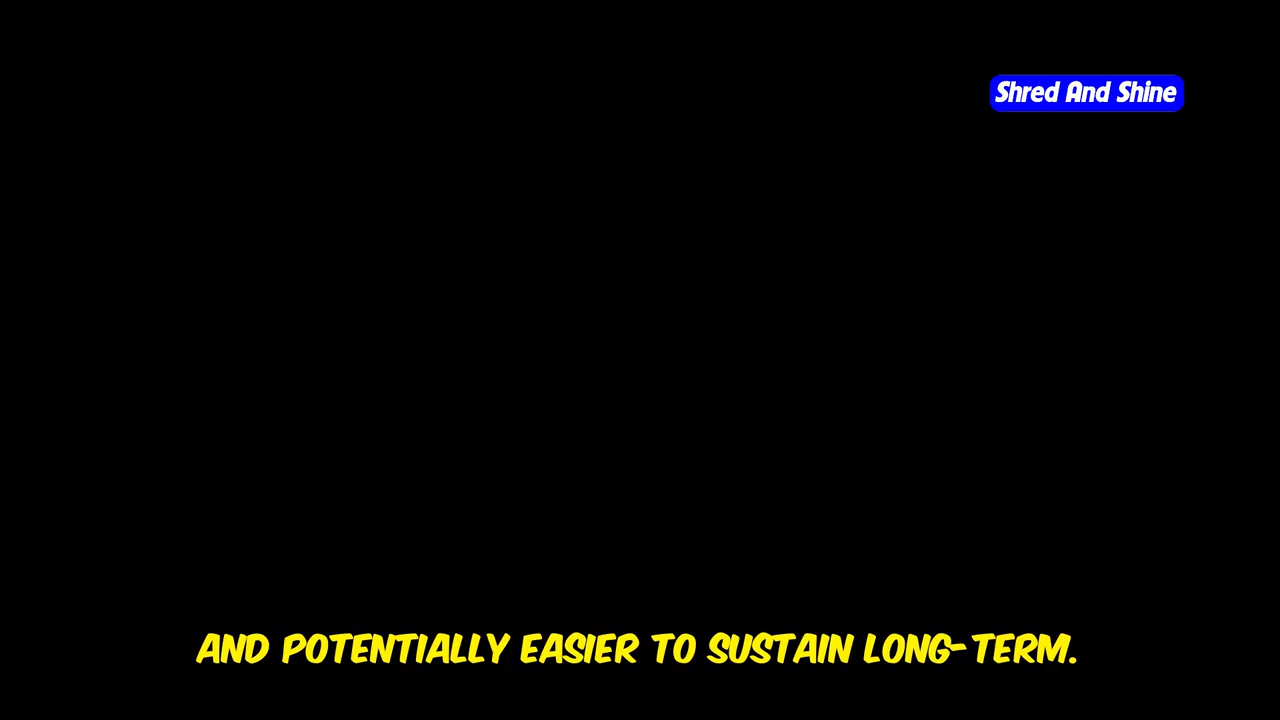 Shred And Shine
AND POTENTIALLY EASIER TO SUSTAIN LONG-TERM.